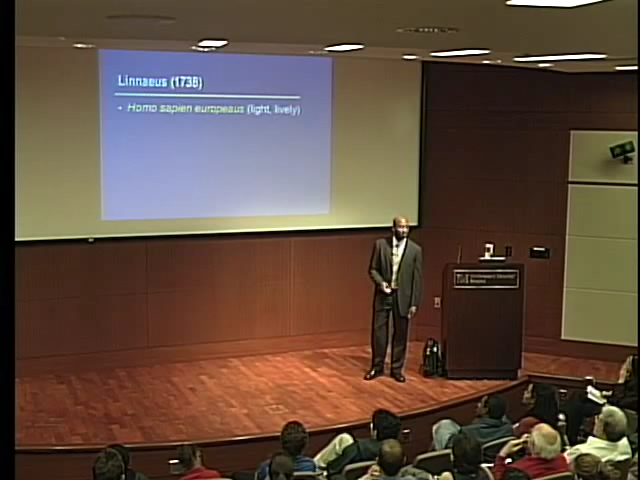 Linnaeus (1738)
- Homo sapien europeaus (light, lively)